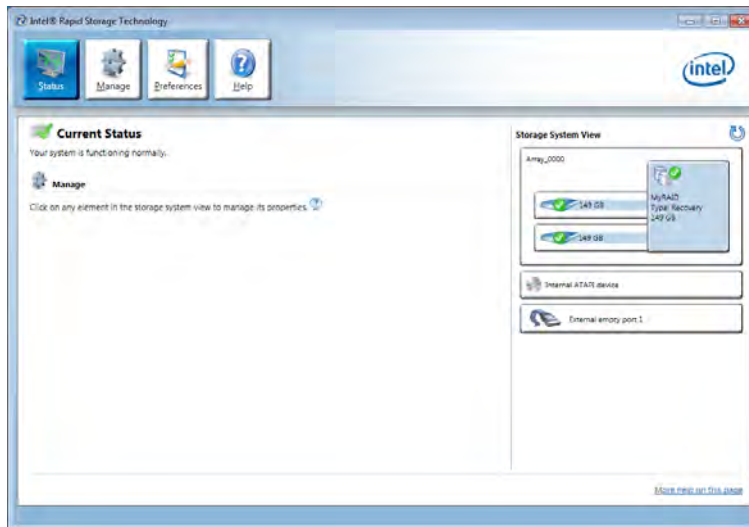 Intel® Rapid Storage Technology
Status
Manage
Preferences
Help
intel
Current Status
Your system is functioning normally.
Manage
Click on any element in the storage system view to manage its properties.
Storage System View
Array_0000
149 GB
149 GB
MyRAID
Type: Recovery
149 GB
Internal ATAPI device
External empty port 1
More help on this page